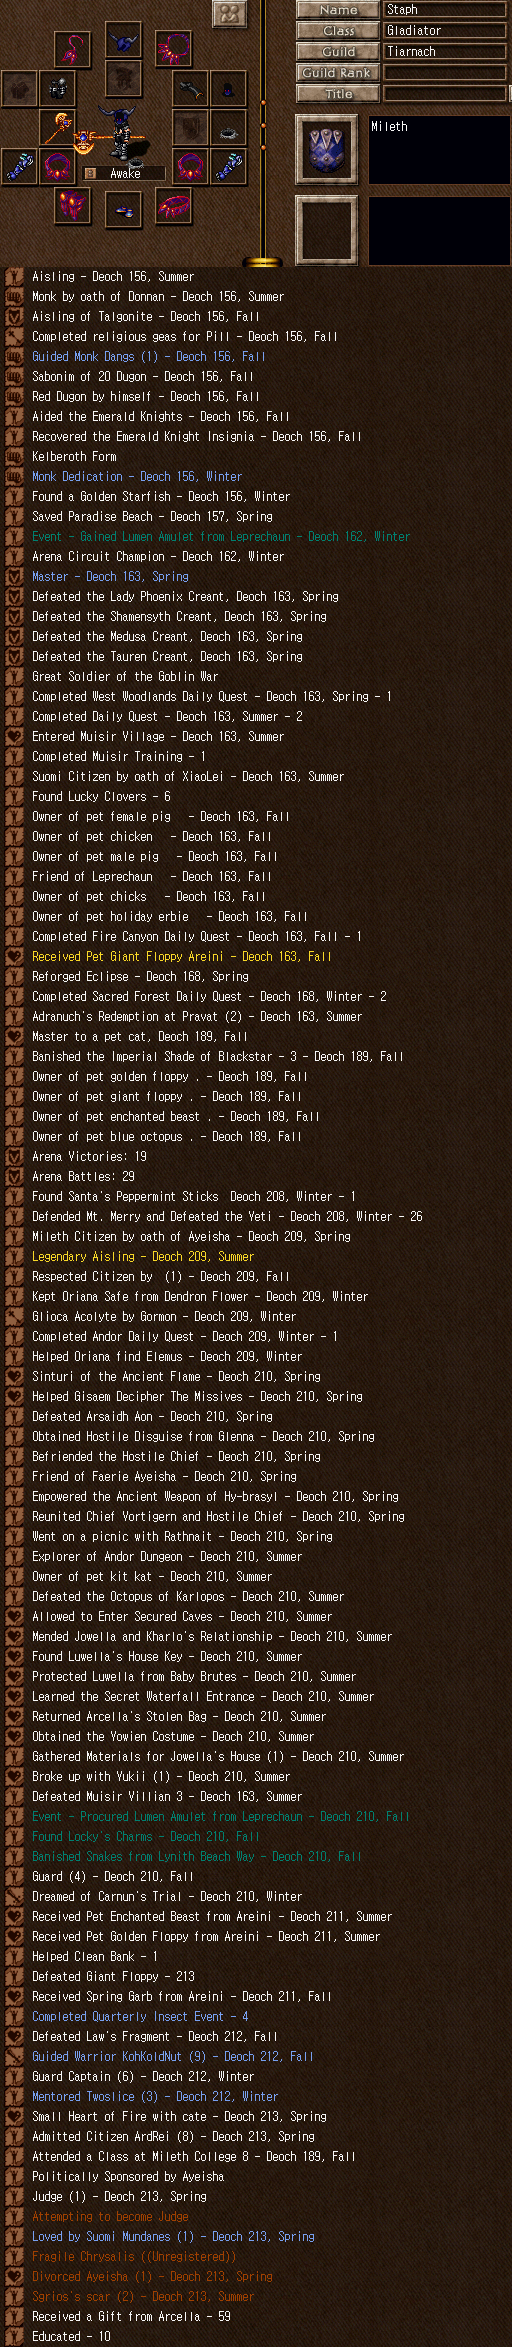 Name
Staph
Class
Gladiator
Guild
Tiarnach
Guild Rank
Title
Mileth
Awake
Aisling - Deoch 156, Summer
Monk by oath of Donnan - Deoch 156, Summer
Aisling of Talgonite - Deoch 156, Fall
Completed religious geas for Pill - Deoch 156, Fall
Guided Monk Dangs (1) - Deoch 156, Fall
Sabonim of 20 Dugon - Deoch 156, Fall
Red Dugon by himself - Deoch 156, Fall
Aided the Emerald Knights - Deoch 156, Fall
Recovered the Emerald Knight Insignia - Deoch 156, Fall
Kelberoth Form
Monk Dedication - Deoch 156, Winter
Found a Golden Starfish - Deoch 156, Winter
Saved Paradise Beach - Deoch 157, Spring
Event - Gained Lumen Amulet from Leprechaun - Deoch 162, Winter
Arena Circuit Champion - Deoch 162, Winter
Master - Deoch 163, Spring
Defeated the Lady Phoenix Creant, Deoch 163, Spring
Defeated the Shamensyth Creant, Deoch 163, Spring
Defeated the Medusa Creant, Deoch 163, Spring
Defeated the Tauren Creant, Deoch 163, Spring
Great Soldier of the Goblin War
Completed West Woodlands Daily Quest - Deoch 163, Spring - 1
Completed Daily Quest - Deoch 163, Summer - 2
Entered Muisir Village - Deoch 163, Summer
Completed Muisir Training - 1
Suomi Citizen by oath of XiaoLei - Deoch 163, Summer
Found Lucky Clovers - 6
Owner of pet female pig   - Deoch 163, Fall
Owner of pet chicken   - Deoch 163, Fall
Owner of pet male pig   - Deoch 163, Fall
Friend of Leprechaun   - Deoch 163, Fall
Owner of pet chicks   - Deoch 163, Fall
Owner of pet holiday erbie   - Deoch 163, Fall
Completed Fire Canyon Daily Quest - Deoch 163, Fall - 1
Received Pet Giant Floppy Areini - Deoch 163, Fall
Reforged Eclipse - Deoch 168, Spring
Completed Sacred Forest Daily Quest - Deoch 168, Winter - 2
Adranuch's Redemption at Pravat (2) - Deoch 163, Summer
Master to a pet cat, Deoch 189, Fall
Banished the Imperial Shade of Blackstar - 3 - Deoch 189, Fall
Owner of pet golden floppy . - Deoch 189, Fall
Owner of pet giant floppy . - Deoch 189, Fall
Owner of pet enchanted beast . - Deoch 189, Fall
Owner of pet blue octopus . - Deoch 189, Fall
Arena Victories: 19
Arena Battles: 29
Found Santa's Peppermint Sticks  Deoch 208, Winter - 1
Defended Mt. Merry and Defeated the Yeti - Deoch 208, Winter - 26
Mileth Citizen by oath of Ayeisha - Deoch 209, Spring
Legendary Aisling - Deoch 209, Summer
Respected Citizen by  (1) - Deoch 209, Fall
Kept Oriana Safe from Dendron Flower - Deoch 209, Winter
Glioca Acolyte by Gormon - Deoch 209, Winter
Completed Andor Daily Quest - Deoch 209, Winter - 1
Helped Oriana find Elemus - Deoch 209, Winter
Sinturi of the Ancient Flame - Deoch 210, Spring
Helped Gisaem Decipher The Missives - Deoch 210, Spring
Defeated Arsaidh Aon - Deoch 210, Spring
Obtained Hostile Disguise from Glenna - Deoch 210, Spring
Befriended the Hostile Chief - Deoch 210, Spring
Friend of Faerie Ayeisha - Deoch 210, Spring
Empowered the Ancient Weapon of Hy-brasyl - Deoch 210, Spring
Reunited Chief Vortigern and Hostile Chief - Deoch 210, Spring
Went on a picnic with Rathnait - Deoch 210, Spring
Explorer of Andor Dungeon - Deoch 210, Summer
Owner of pet kit kat - Deoch 210, Summer
Defeated the Octopus of Karlopos - Deoch 210, Summer
Allowed to Enter Secured Caves - Deoch 210, Summer
Mended Jowella and Kharlo's Relationship - Deoch 210, Summer
Found Luwella's House Key - Deoch 210, Summer
Protected Luwella from Baby Brutes - Deoch 210, Summer
Learned the Secret Waterfall Entrance - Deoch 210, Summer
Returned Arcella's Stolen Bag - Deoch 210, Summer
Obtained the Yowien Costume - Deoch 210, Summer
Gathered Materials for Jowella's House (1) - Deoch 210, Summer
Broke up with Yukii (1) - Deoch 210, Summer
Defeated Muisir Villian 3 - Deoch 163, Summer
Event - Procured Lumen Amulet from Leprechaun - Deoch 210, Fall
Found Locky's Charms - Deoch 210, Fall
Banished Snakes from Lynith Beach Way - Deoch 210, Fall
Guard (4) - Deoch 210, Fall
Dreamed of Carnun's Trial - Deoch 210, Winter
Received Pet Enchanted Beast from Areini - Deoch 211, Summer
Received Pet Golden Floppy from Areini - Deoch 211, Summer
Helped Clean Bank - 1
Defeated Giant Floppy - 213
Received Spring Garb from Areini - Deoch 211, Fall
Completed Quarterly Insect Event - 4
Defeated Law's Fragment - Deoch 212, Fall
Guided Warrior KohKoldNut (9) - Deoch 212, Fall
Guard Captain (6) - Deoch 212, Winter
Mentored Twoslice (3) - Deoch 212, Winter
Small Heart of Fire with cate - Deoch 213, Spring
Admitted Citizen ArdRei (8) - Deoch 213, Spring
Attended a Class at Mileth College 8 - Deoch 189, Fall
Politically Sponsored by Ayeisha
Judge (1) - Deoch 213, Spring
Attempting to become Judge
Loved by Suomi Mundanes (1) - Deoch 213, Spring
Fragile Chrysalis ((Unregistered))
Divorced Ayeisha (1) - Deoch 213, Spring
Sgrios's scar (2) - Deoch 213, Summer
Received a Gift from Arcella - 59
Educated - 10